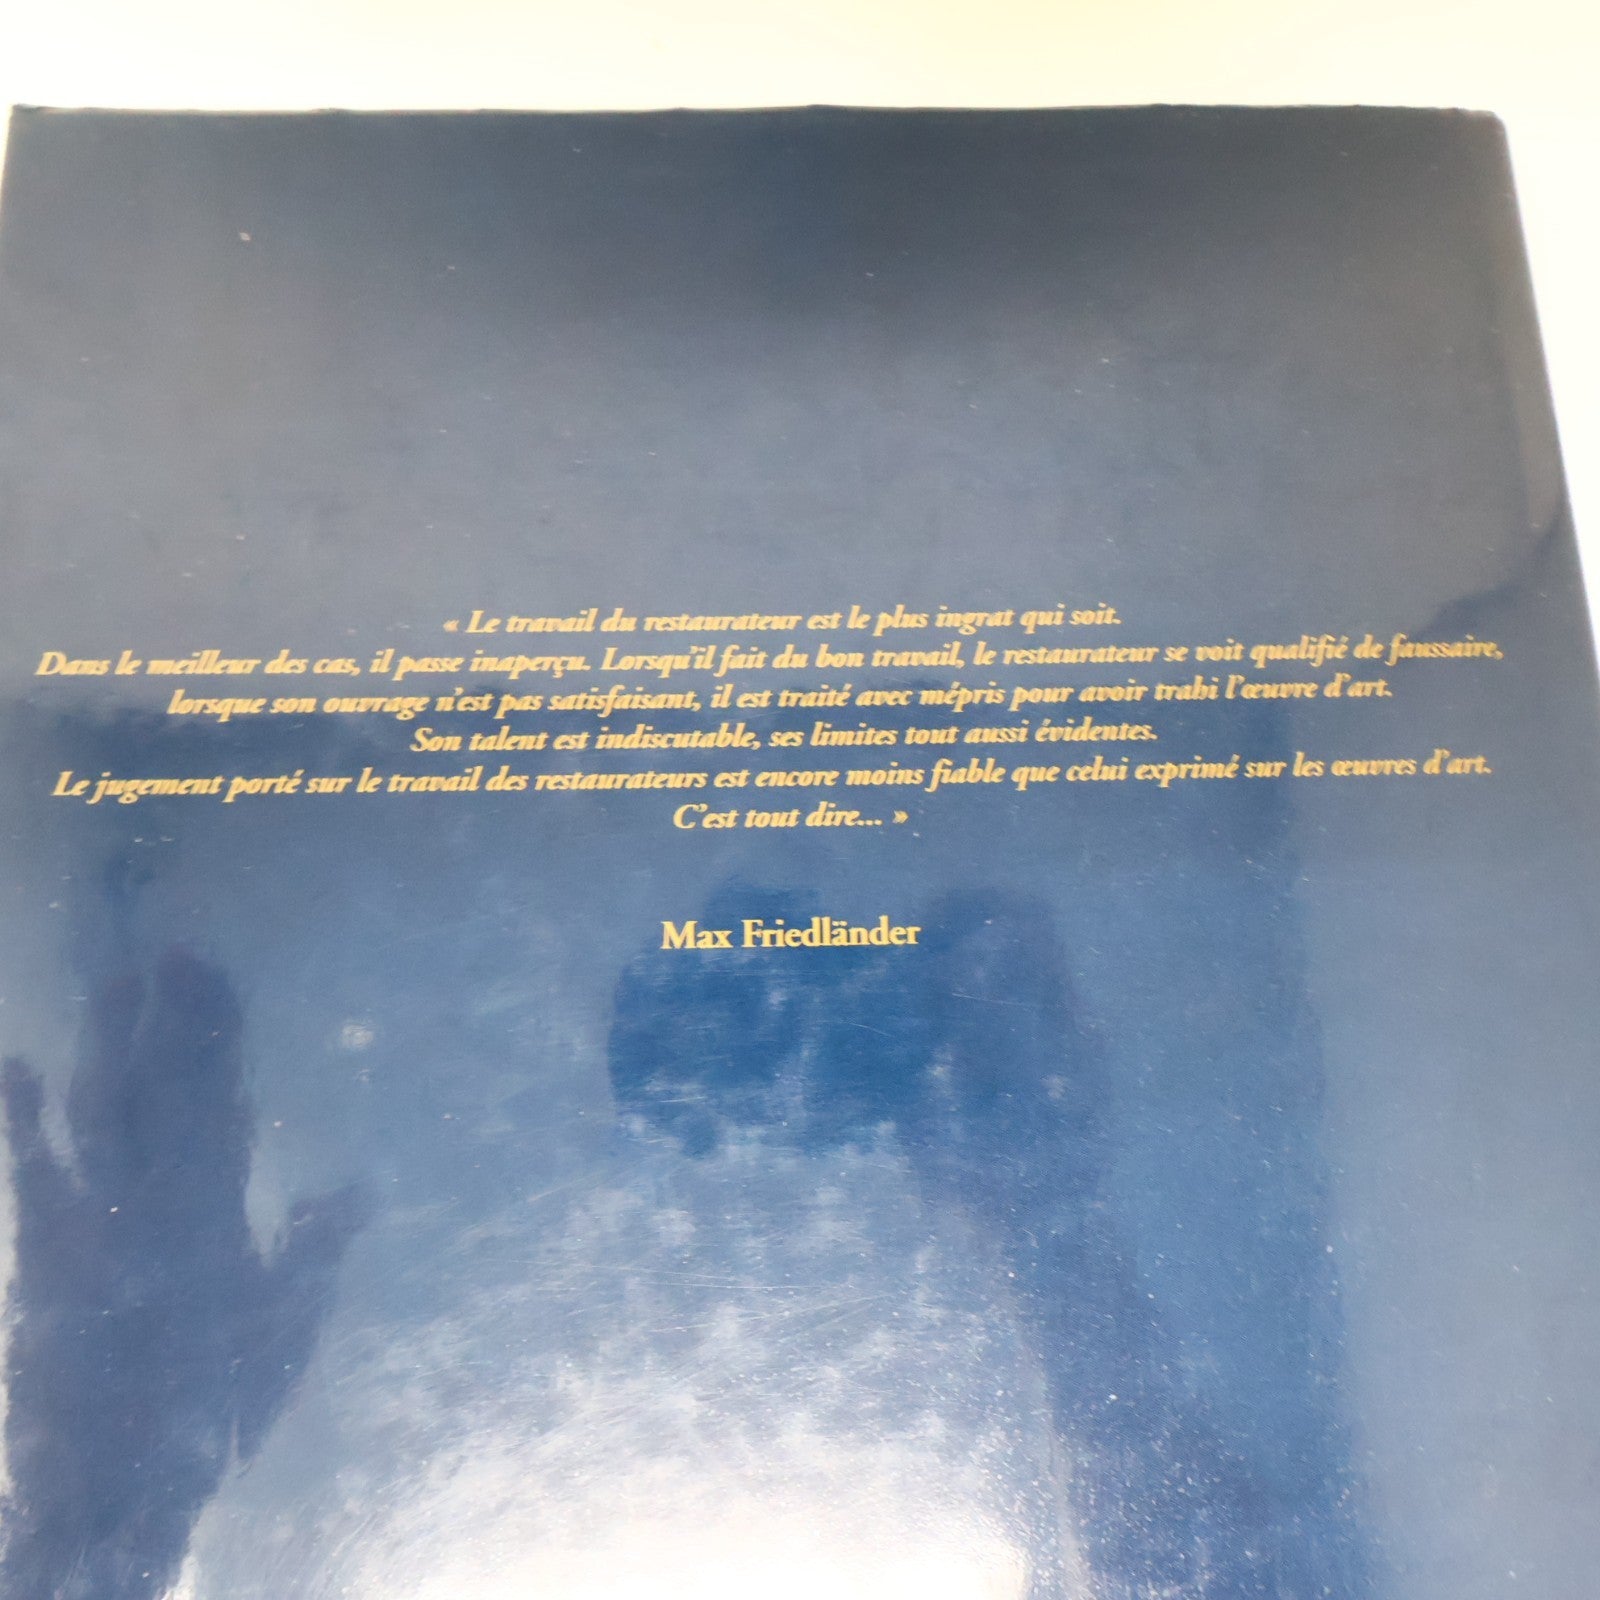 « Le travail du restaurateur est le plus ingrat qui soit.
Dans le meilleur des cas, il passe inaperçu. Lorsqu'il fait du bon travail, le restaurateur se voit qualifié de faussaire,
lorsque son ouvrage n'est pas satisfaisant, il est traité avec mépris pour avoir trahi l'œuvre d'art.
Son talent est indiscutable, ses limites tout aussi évidentes.
Le jugement porté sur le travail des restaurateurs est encore moins fiable que celui exprimé sur les œuvres d'art.
C'est tout dire... »
Max Friedländer